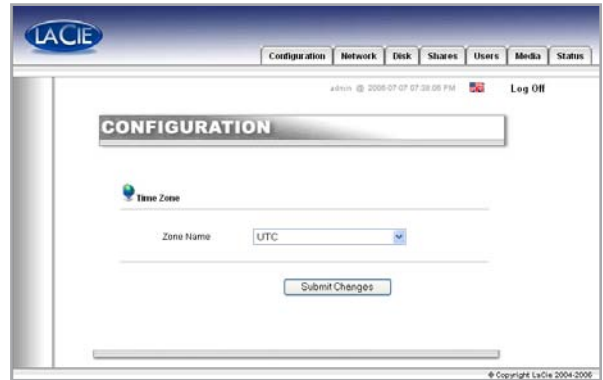 LACIE
Configuration Network Disk Shares Users Media Status
admin @ 2006-07-07 07:38:05 PM Log Off
CONFIGURATION
Time Zone
Zone Name UTC
Submit Changes
© Copyright LaCie 2004-2006